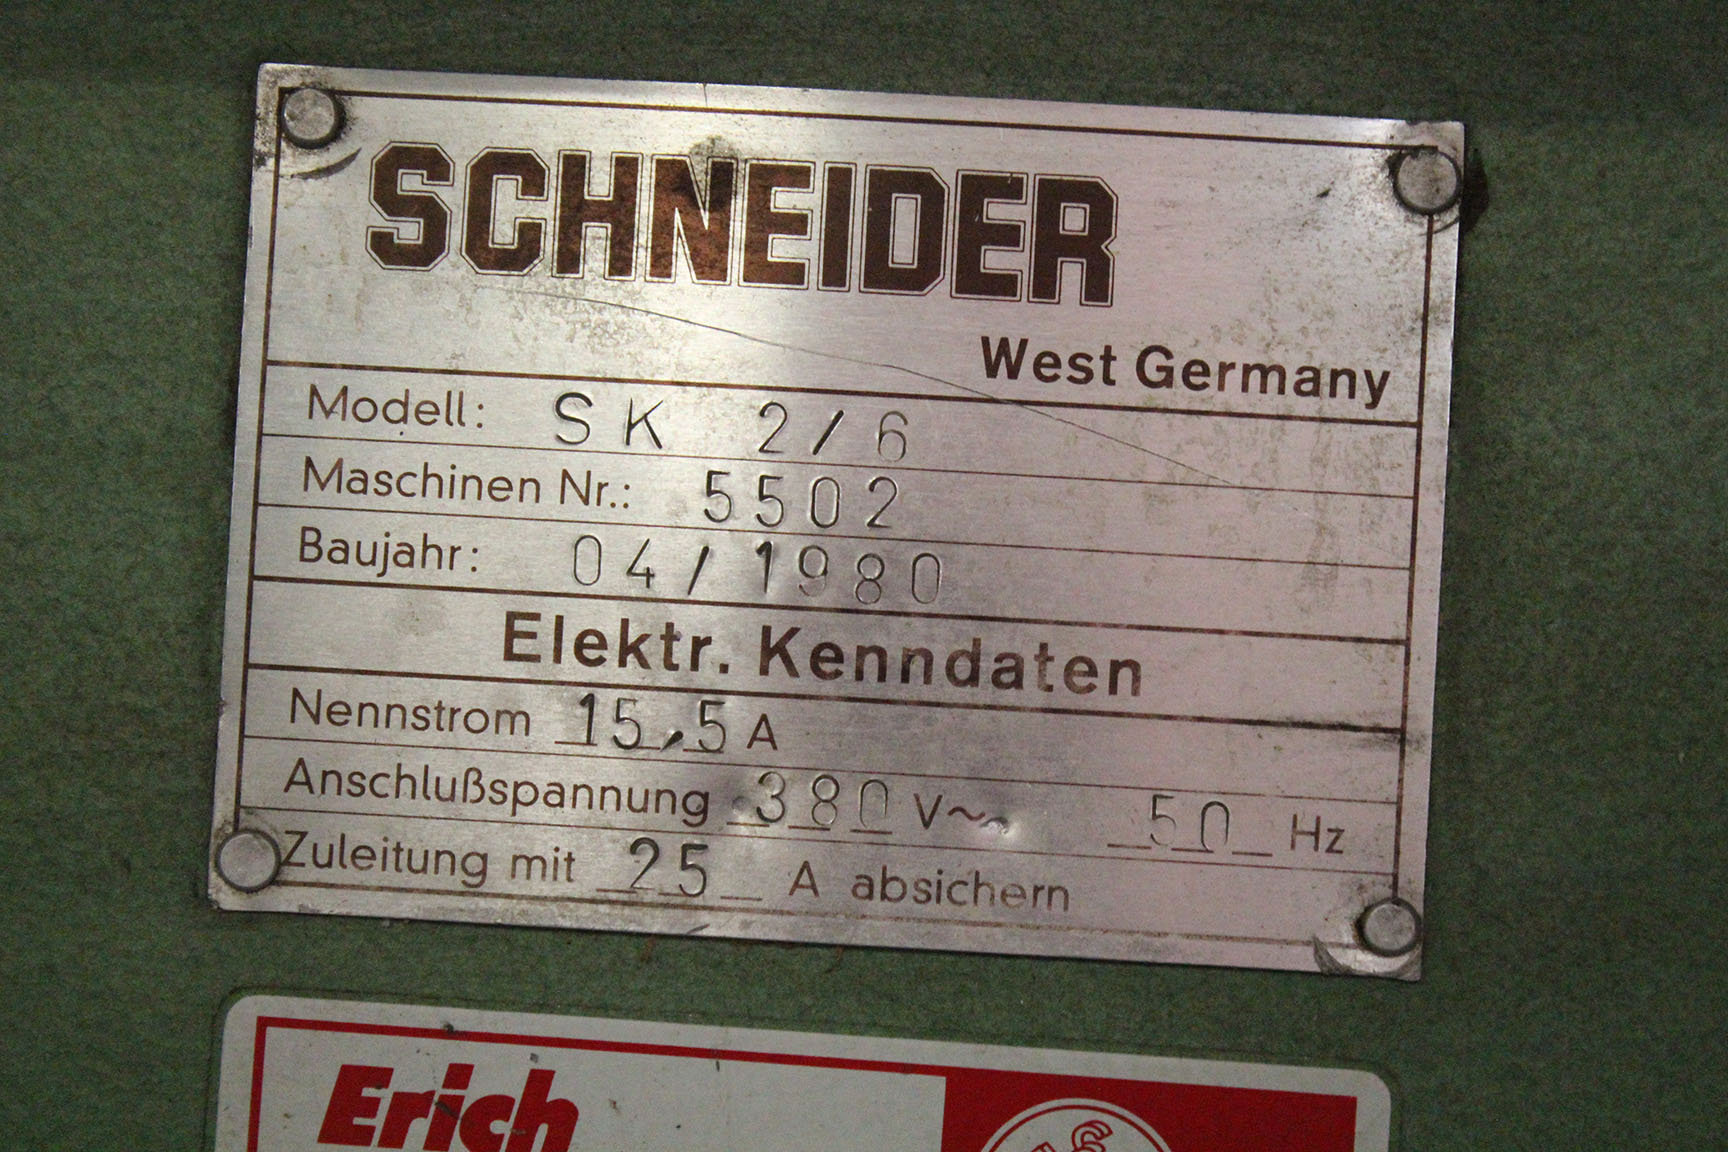 SCHNEIDER
West Germany
Modell: SK 2/6
Maschinen Nr.: 5502
Baujahr: 04/1980
Elektr. Kenndaten
Nennstrom 15,5 A
Anschlußspannung 380 V~ 50 Hz
Zuleitung mit 25 A absichern
Erich